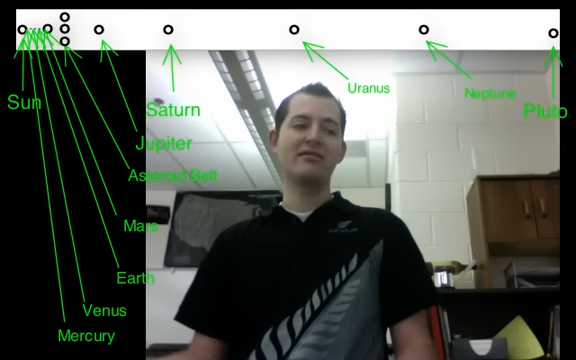 Sun
Saturn
Uranus
Neptune
Pluto
Jupiter
Asteroid Belt
Mars
Earth
Venus
Mercury